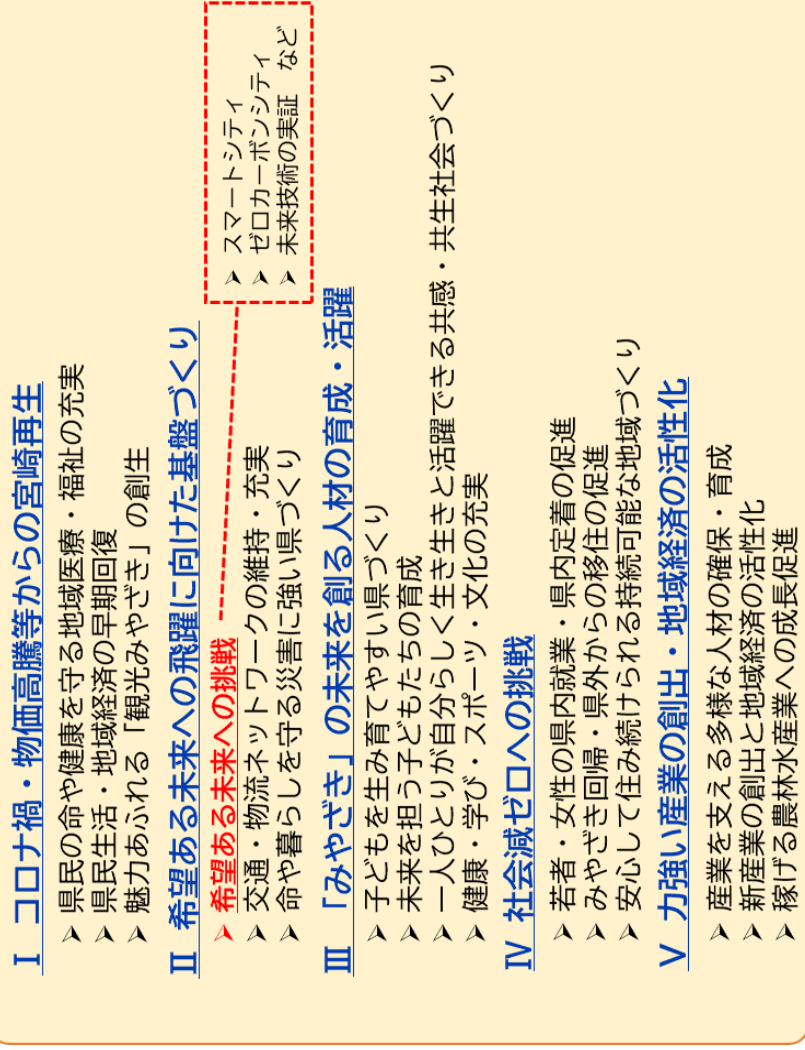 Ⅰ コロナ禍・物価高騰等からの宮崎再生
➢ 県民の命や健康を守る地域医療・福祉の充実
➢ 県民生活・地域経済の早期回復
➢ 魅力あふれる「観光みやざき」の創生
Ⅱ 希望ある未来への飛躍に向けた基盤づくり
➢ 希望ある未来への挑戦
➢ スマートシティ
➢ ゼロカーボンシティ
➢ 未来技術の実証 など
➢ 交通・物流ネットワークの維持・充実
➢ 命や暮らしを守る災害に強い県づくり
Ⅲ 「みやざき」の未来を創る人材の育成・活躍
➢ 子どもを生み育てやすい県づくり
➢ 未来を担う子どもたちの育成
➢ 一人ひとりが自分らしく生き生きと活躍できる共感・共生社会づくり
➢ 健康・学び・スポーツ・文化の充実
Ⅳ 社会減ゼロへの挑戦
➢ 若者・女性の県内就業・県内定着の促進
➢ みやざき回帰・県外からの移住の促進
➢ 安心して住み続けられる持続可能な地域づくり
Ⅴ 力強い産業の創出・地域経済の活性化
➢ 産業を支える多様な人材の確保・育成
➢ 新産業の創出と地域経済の活性化
➢ 稼げる農林水産業への成長促進